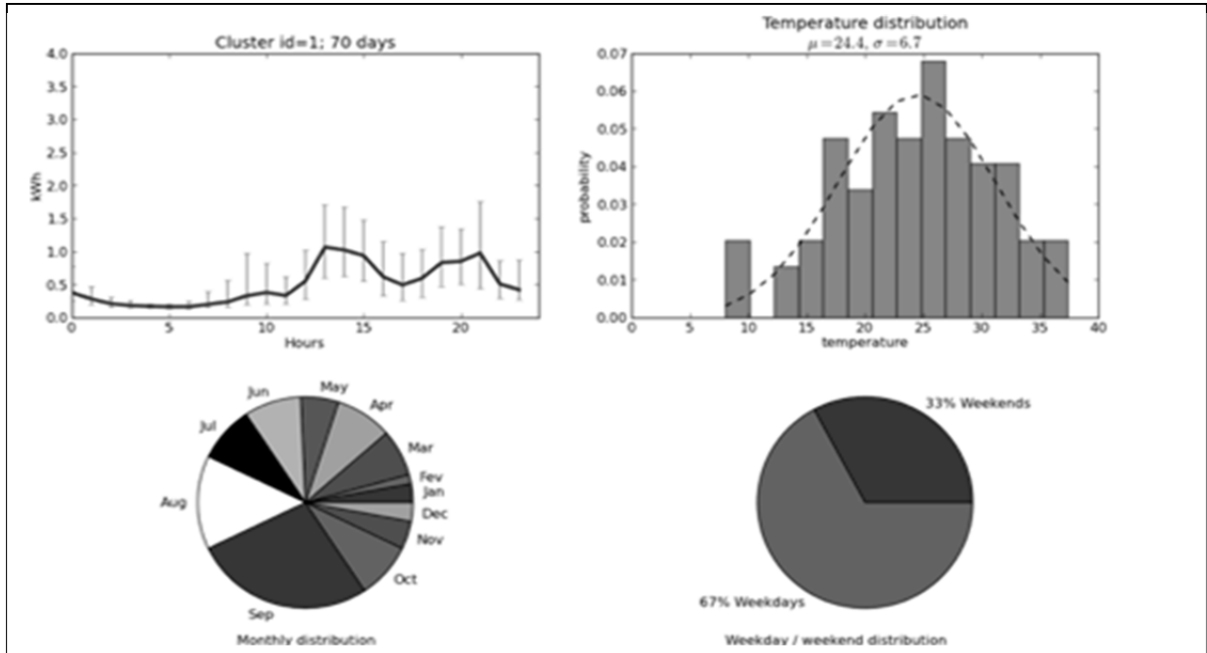 Cluster id=1; 70 days
4.0
3.5
3.0
2.5
2.0
1.5
1.0
0.5
0.0
kWh
0 5 10 15 20
Hours
Temperature distribution
μ=24.4, σ=6.7
0.07
0.06
0.05
0.04
0.03
0.02
0.01
0.00
probability
0 5 10 15 20 25 30 35 40
temperature
Jun
May
Apr
Jul
Mar
Fev
Jan
Aug
Dec
Nov
Oct
Sep
Monthly distribution
33% Weekends
67% Weekdays
Weekday / weekend distribution